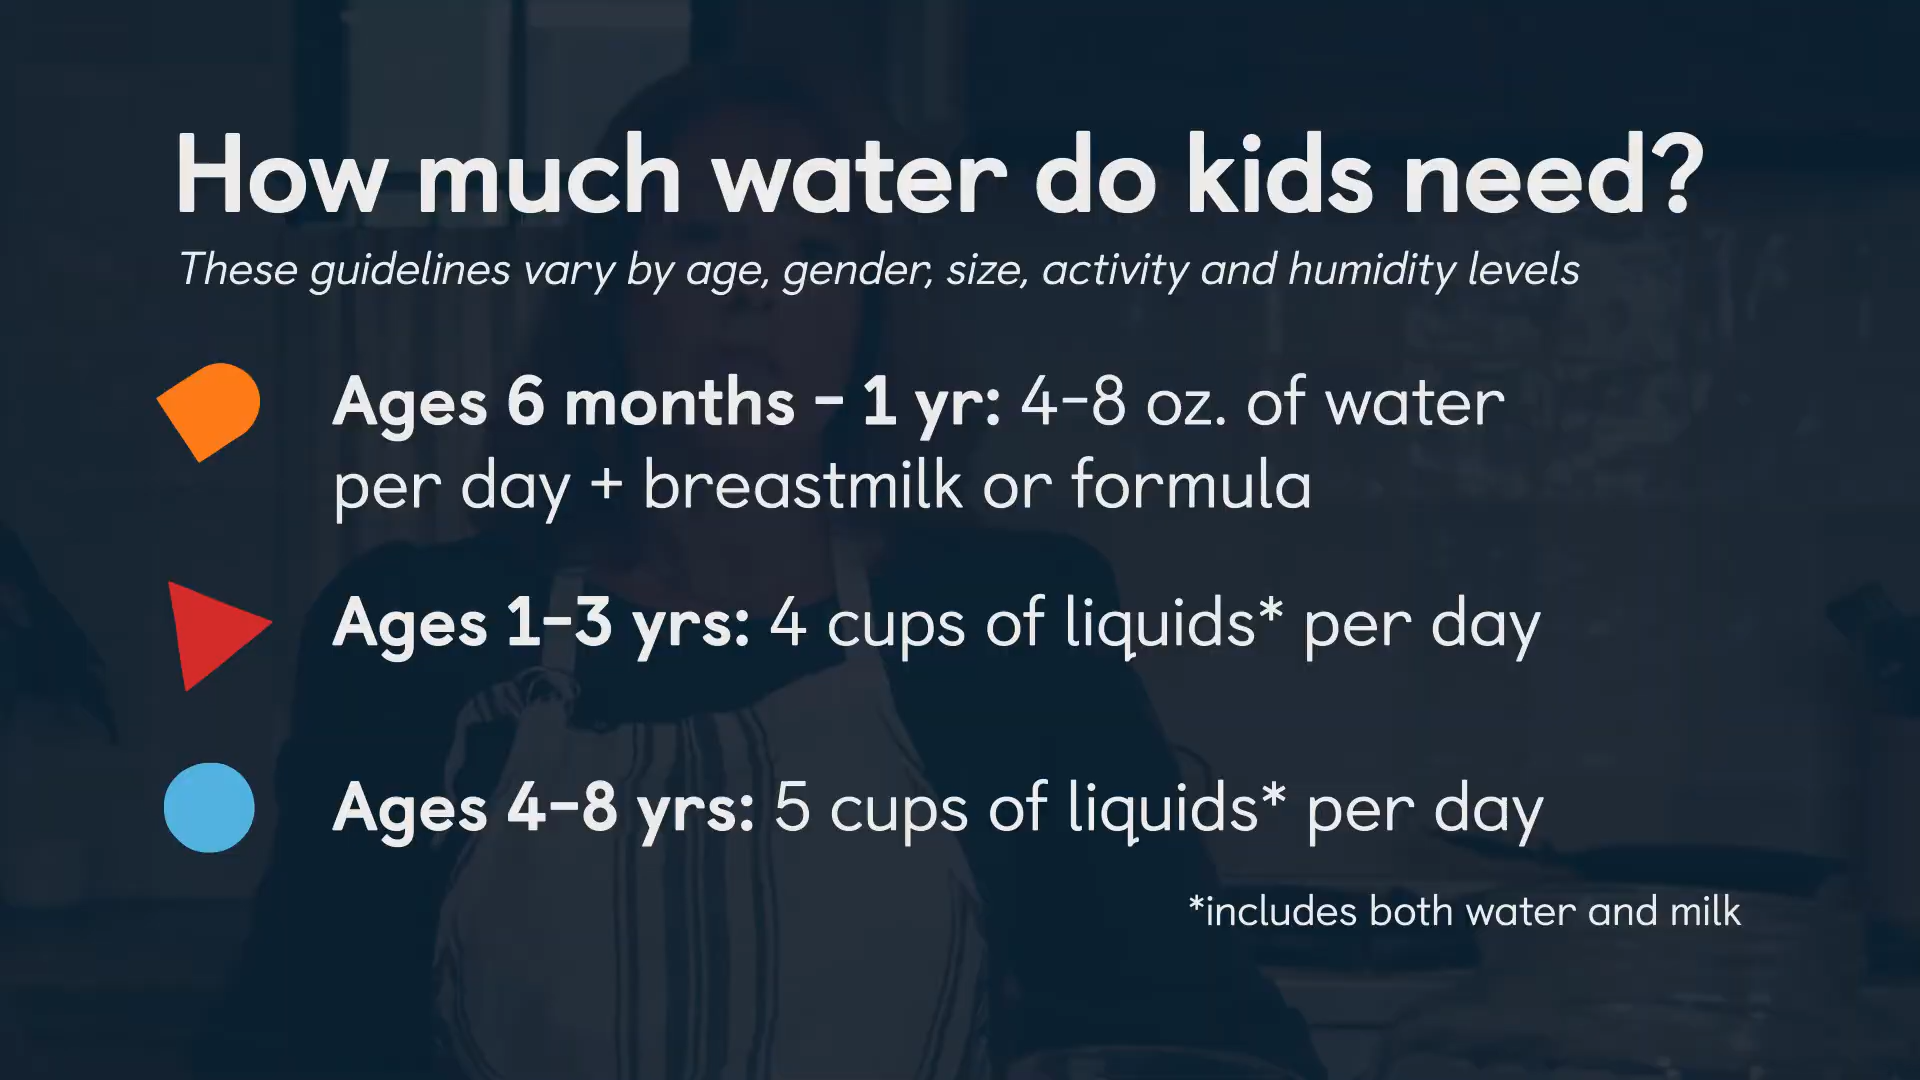 How much water do kids need?
These guidelines vary by age, gender, size, activity and humidity levels
Ages 6 months – 1 yr: 4–8 oz. of water
per day + breastmilk or formula
Ages 1–3 yrs: 4 cups of liquids* per day
Ages 4–8 yrs: 5 cups of liquids* per day
*includes both water and milk